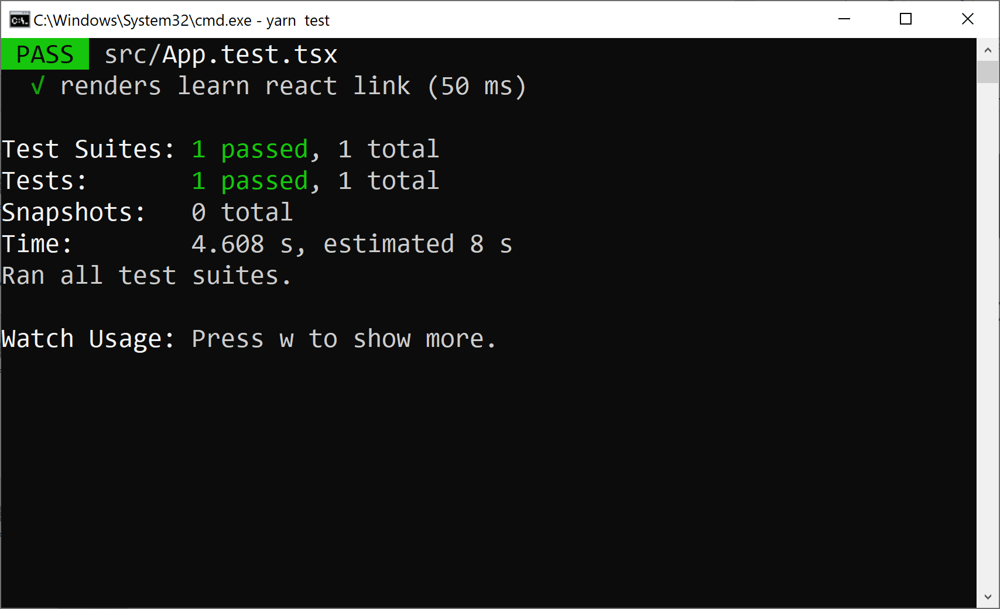 C:\Windows\System32\cmd.exe - yarn  test
PASS  src/App.test.tsx
√ renders learn react link (50 ms)
Test Suites: 1 passed, 1 total
Tests:       1 passed, 1 total
Snapshots:   0 total
Time:        4.608 s, estimated 8 s
Ran all test suites.
Watch Usage: Press w to show more.